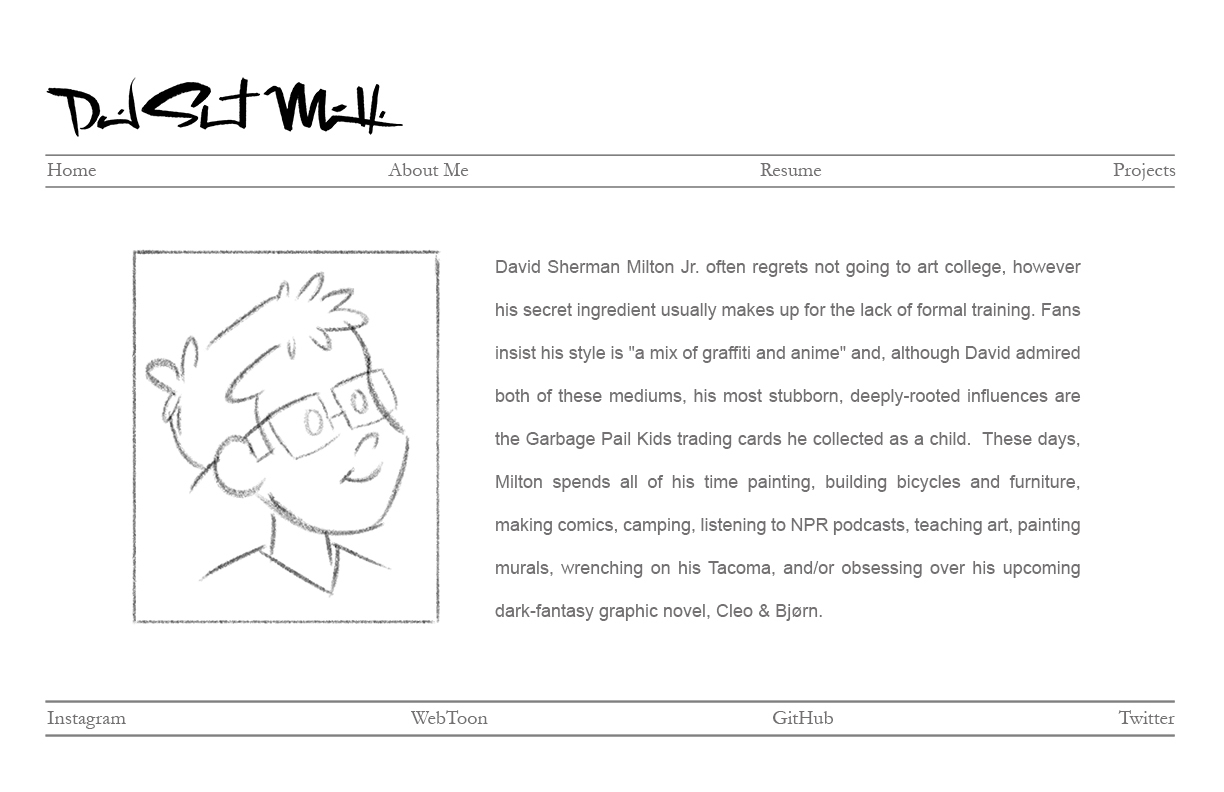 Home About Me Resume Projects
David Sherman Milton Jr. often regrets not going to art college, however
his secret ingredient usually makes up for the lack of formal training. Fans
insist his style is "a mix of graffiti and anime" and, although David admired
both of these mediums, his most stubborn, deeply-rooted influences are
the Garbage Pail Kids trading cards he collected as a child.  These days,
Milton spends all of his time painting, building bicycles and furniture,
making comics, camping, listening to NPR podcasts, teaching art, painting
murals, wrenching on his Tacoma, and/or obsessing over his upcoming
dark-fantasy graphic novel, Cleo & Bjørn.
Instagram WebToon GitHub Twitter